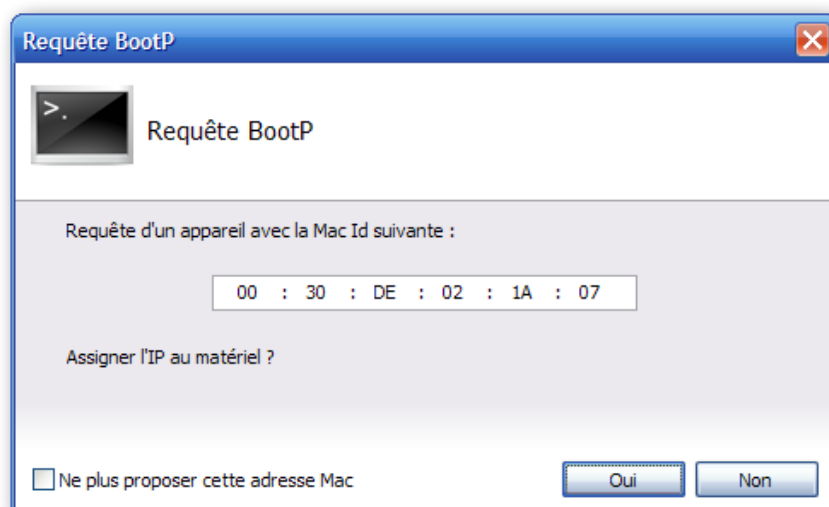 Requête BootP
>.
Requête BootP
Requête d'un appareil avec la Mac Id suivante :
00 : 30 : DE : 02 : 1A : 07
Assigner l'IP au matériel ?
Ne plus proposer cette adresse Mac
Oui
Non